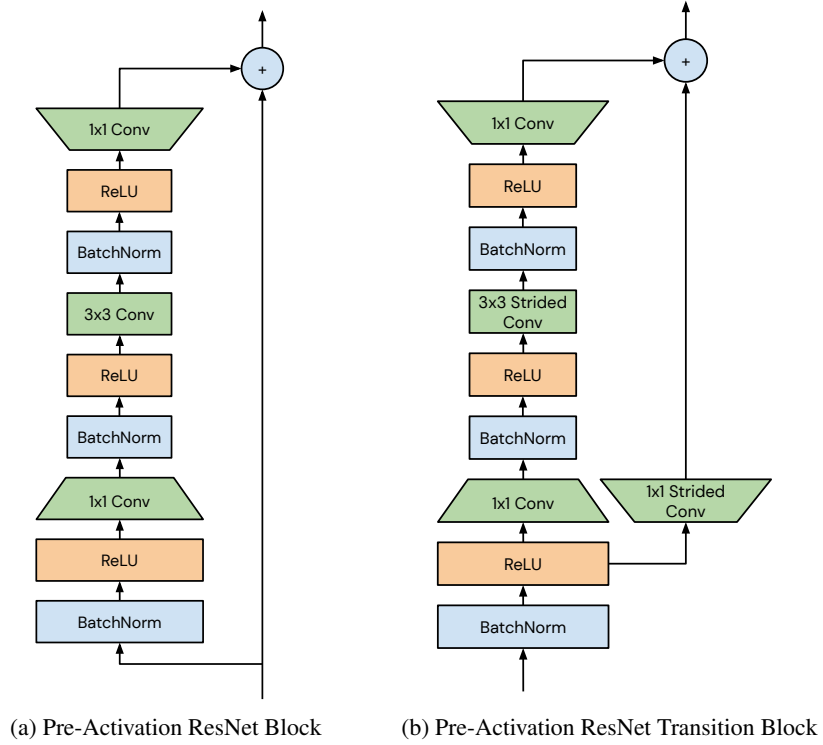 +
1x1 Conv
ReLU
BatchNorm
3x3 Conv
ReLU
BatchNorm
1x1 Conv
ReLU
BatchNorm
(a) Pre-Activation ResNet Block
+
1x1 Conv
ReLU
BatchNorm
3x3 Strided
Conv
ReLU
BatchNorm
1x1 Conv
1x1 Strided
Conv
ReLU
BatchNorm
(b) Pre-Activation ResNet Transition Block